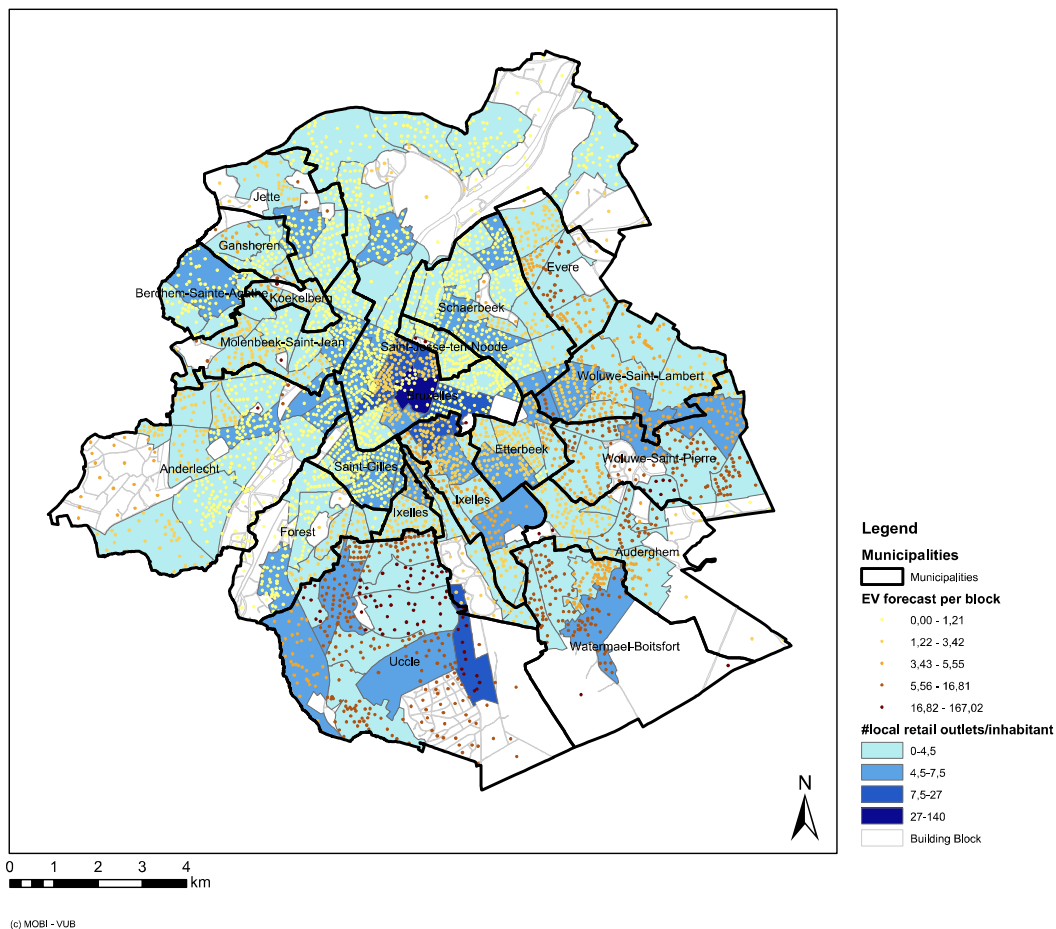 Jette
Ganshoren
Evere
Berchem-Sainte-Agathe
Koekelberg
Schaerbeek
Molenbeek-Saint-Jean
Saint-Josse-ten-Noode
Woluwe-Saint-Lambert
Bruxelles
Etterbeek
Woluwe-Saint-Pierre
Anderlecht
Saint-Gilles
Ixelles
Ixelles
Forest
Auderghem
Uccle
Watermael-Boitsfort
N
0 1 2 3 4
km
(c) MOBI - VUB
Legend
Municipalities
Municipalities
EV forecast per block
0,00 - 1,21
1,22 - 3,42
3,43 - 5,55
5,56 - 16,81
16,82 - 167,02
#local retail outlets/inhabitant
0-4,5
4,5-7,5
7,5-27
27-140
Building Block